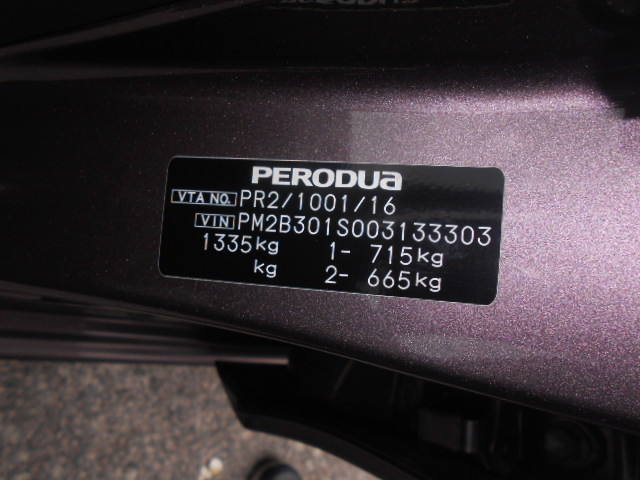 PERODUA
VTA NO. PR2/1001/16
VIN PM2B301S003133303
1335kg 1- 715kg
kg 2- 665kg